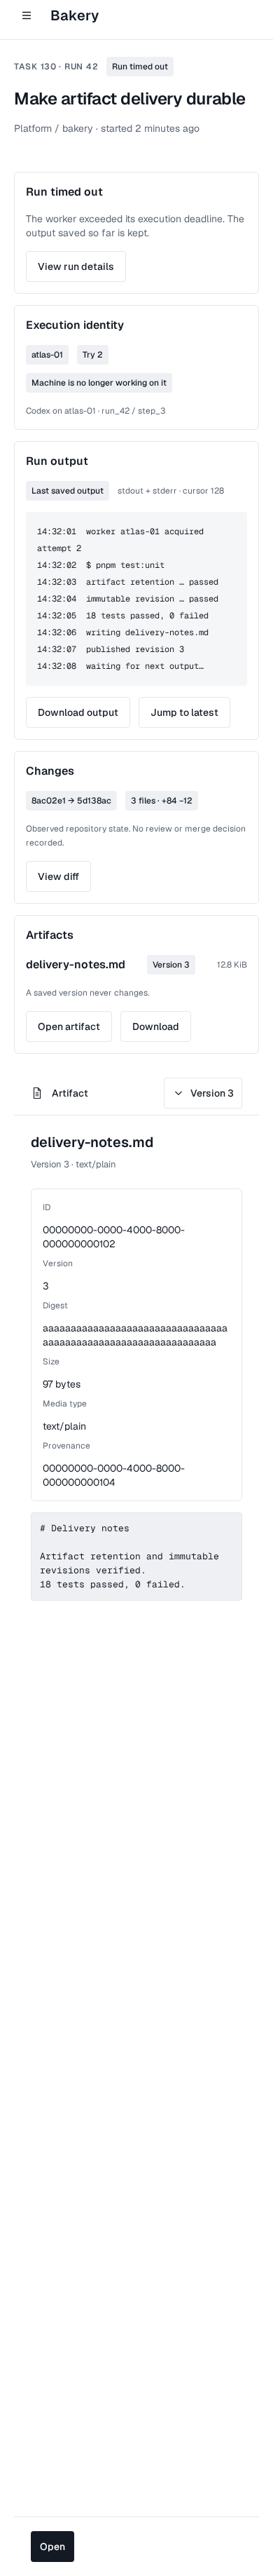 Bakery
TASK 130 · RUN 42 Run timed out
Make artifact delivery durable
Platform / bakery · started 2 minutes ago
Run timed out
The worker exceeded its execution deadline. The
output saved so far is kept.
View run details
Execution identity
atlas-01 Try 2
Machine is no longer working on it
Codex on atlas-01 · run_42 / step_3
Run output
Last saved output stdout + stderr · cursor 128
14:32:01 worker atlas-01 acquired
attempt 2
14:32:02 $ pnpm test:unit
14:32:03 artifact retention … passed
14:32:04 immutable revision … passed
14:32:05 18 tests passed, 0 failed
14:32:06 writing delivery-notes.md
14:32:07 published revision 3
14:32:08 waiting for next output…
Download output Jump to latest
Changes
8ac02e1 → 5d138ac 3 files · +84 −12
Observed repository state. No review or merge decision
recorded.
View diff
Artifacts
delivery-notes.md Version 3 12.8 KiB
A saved version never changes.
Open artifact Download
Artifact Version 3
delivery-notes.md
Version 3 · text/plain
ID
00000000-0000-4000-8000-
000000000102
Version
3
Digest
aaaaaaaaaaaaaaaaaaaaaaaaaaaaaaaaa
aaaaaaaaaaaaaaaaaaaaaaaaaaaaaaa
Size
97 bytes
Media type
text/plain
Provenance
00000000-0000-4000-8000-
000000000104
# Delivery notes
Artifact retention and immutable
revisions verified.
18 tests passed, 0 failed.
Open